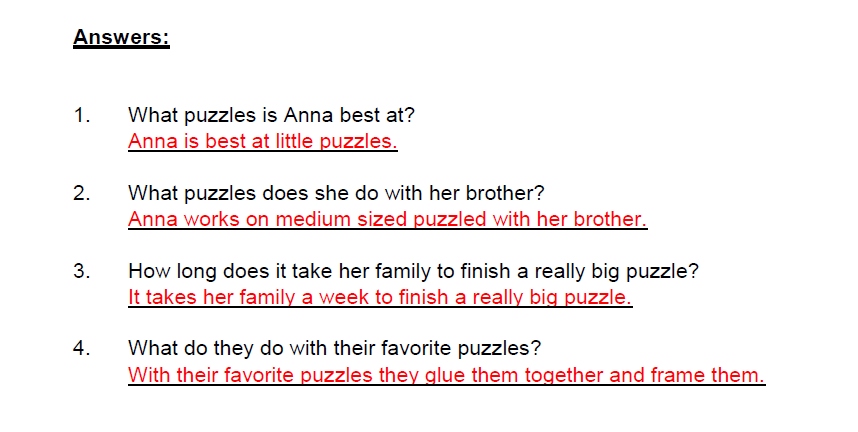 Answers:
1. What puzzles is Anna best at?
Anna is best at little puzzles.
2. What puzzles does she do with her brother?
Anna works on medium sized puzzled with her brother.
3. How long does it take her family to finish a really big puzzle?
It takes her family a week to finish a really big puzzle.
4. What do they do with their favorite puzzles?
With their favorite puzzles they glue them together and frame them.